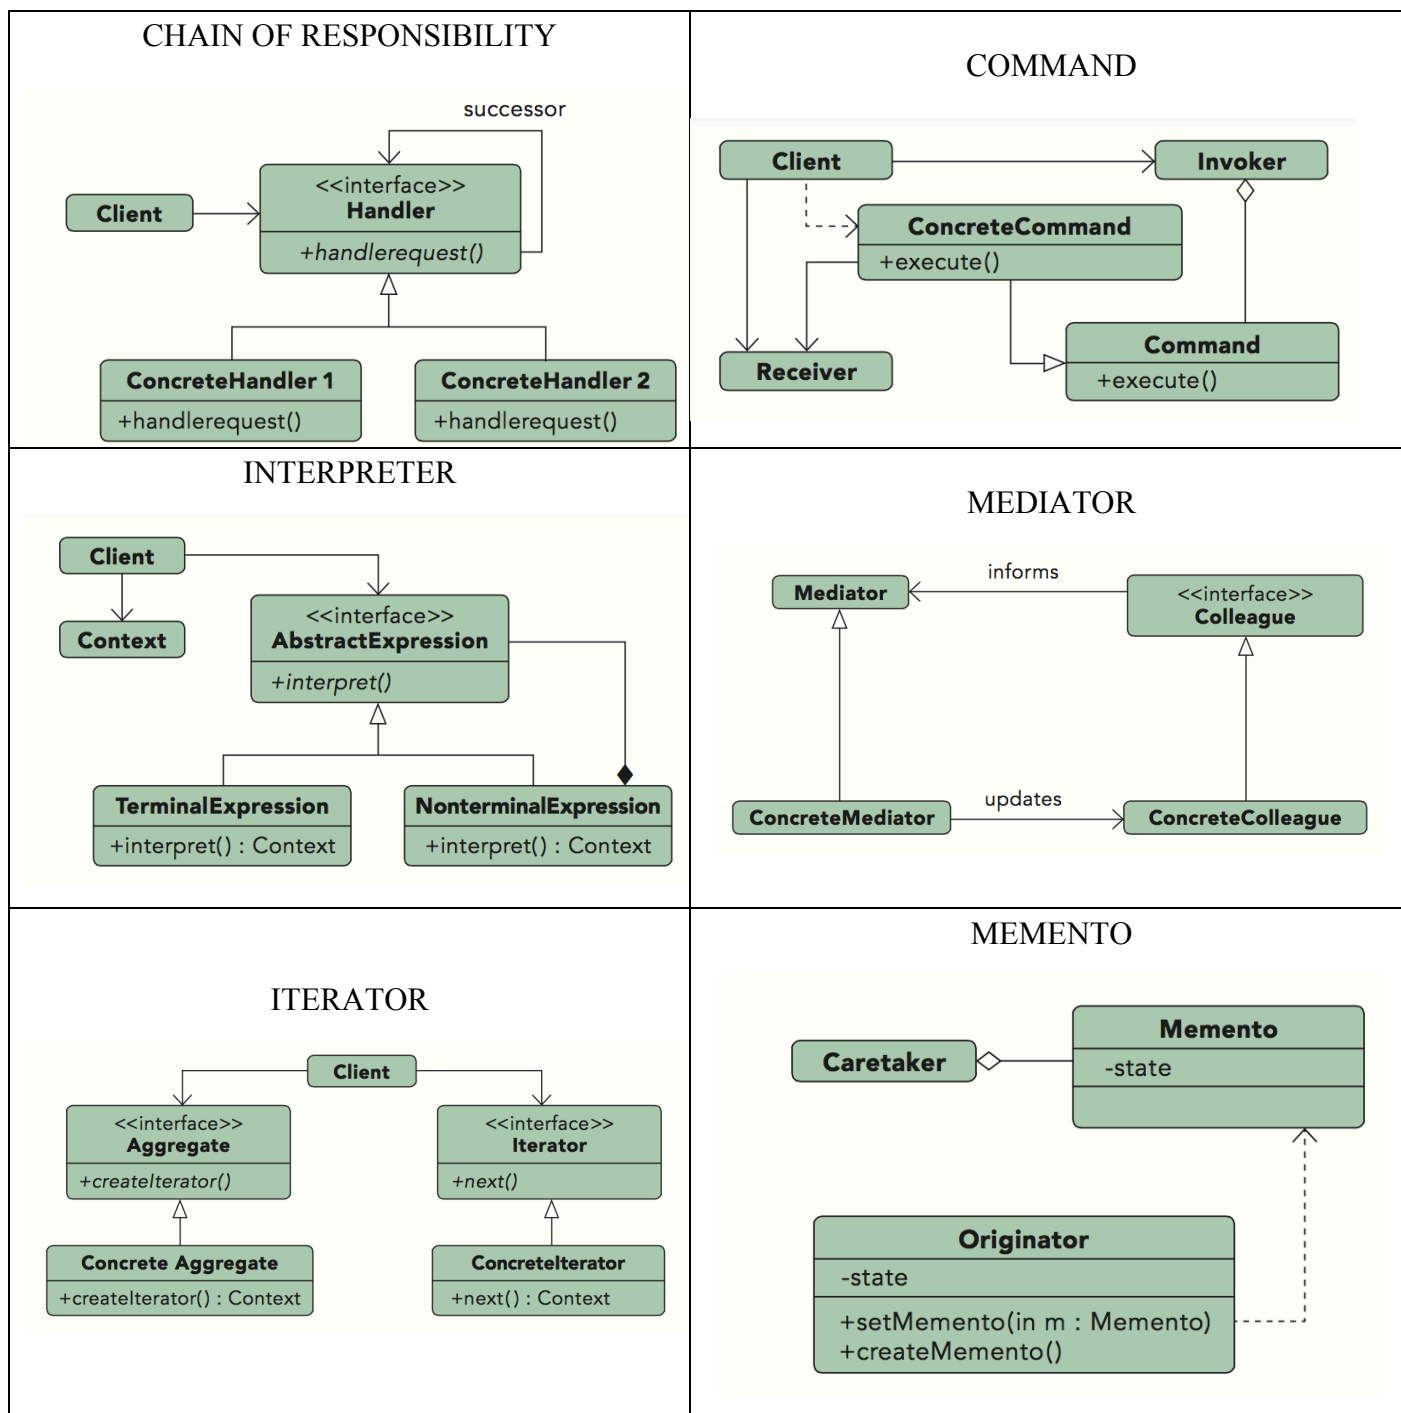 CHAIN OF RESPONSIBILITY
successor
Client
<<interface>>
Handler
+handlerequest()
ConcreteHandler 1
+handlerequest()
ConcreteHandler 2
+handlerequest()
COMMAND
Client
Invoker
ConcreteCommand
+execute()
Command
+execute()
Receiver
INTERPRETER
Client
Context
<<interface>>
AbstractExpression
+interpret()
TerminalExpression
+interpret() : Context
NonterminalExpression
+interpret() : Context
MEDIATOR
Mediator
informs
<<interface>>
Colleague
ConcreteMediator
updates
ConcreteColleague
ITERATOR
Client
<<interface>>
Aggregate
+createIterator()
<<interface>>
Iterator
+next()
Concrete Aggregate
+createIterator() : Context
ConcreteIterator
+next() : Context
MEMENTO
Caretaker
Memento
-state
Originator
-state
+setMemento(in m : Memento)
+createMemento()